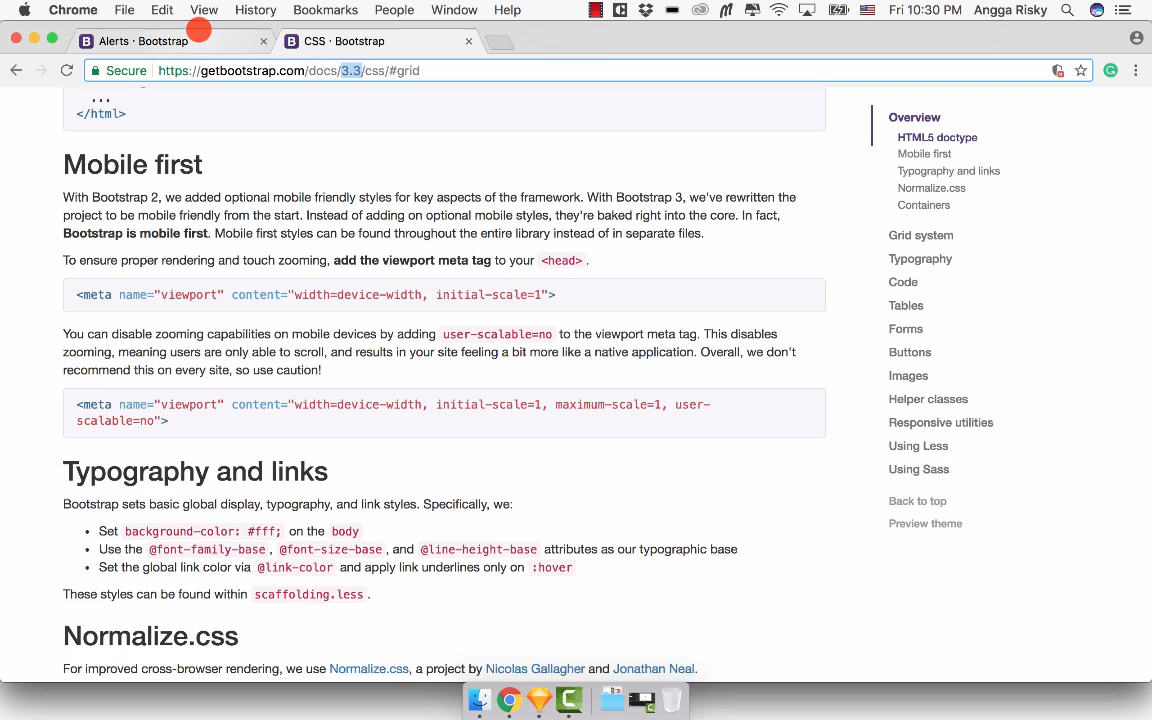 Chrome File Edit View History Bookmarks People Window Help Fri 10:30 PM Angga Risky
Alerts · Bootstrap CSS · Bootstrap
Secure https://getbootstrap.com/docs/3.3/css/#grid
...
</html>
Mobile first
With Bootstrap 2, we added optional mobile friendly styles for key aspects of the framework. With Bootstrap 3, we've rewritten the
project to be mobile friendly from the start. Instead of adding on optional mobile styles, they're baked right into the core. In fact,
Bootstrap is mobile first. Mobile first styles can be found throughout the entire library instead of in separate files.
To ensure proper rendering and touch zooming, add the viewport meta tag to your <head> .
<meta name="viewport" content="width=device-width, initial-scale=1">
You can disable zooming capabilities on mobile devices by adding user-scalable=no to the viewport meta tag. This disables
zooming, meaning users are only able to scroll, and results in your site feeling a bit more like a native application. Overall, we don't
recommend this on every site, so use caution!
<meta name="viewport" content="width=device-width, initial-scale=1, maximum-scale=1, user-
scalable=no">
Typography and links
Bootstrap sets basic global display, typography, and link styles. Specifically, we:
• Set background-color: #fff; on the body
• Use the @font-family-base , @font-size-base , and @line-height-base attributes as our typographic base
• Set the global link color via @link-color and apply link underlines only on :hover
These styles can be found within scaffolding.less .
Normalize.css
For improved cross-browser rendering, we use Normalize.css, a project by Nicolas Gallagher and Jonathan Neal.
Overview
HTML5 doctype
Mobile first
Typography and links
Normalize.css
Containers
Grid system
Typography
Code
Tables
Forms
Buttons
Images
Helper classes
Responsive utilities
Using Less
Using Sass
Back to top
Preview theme